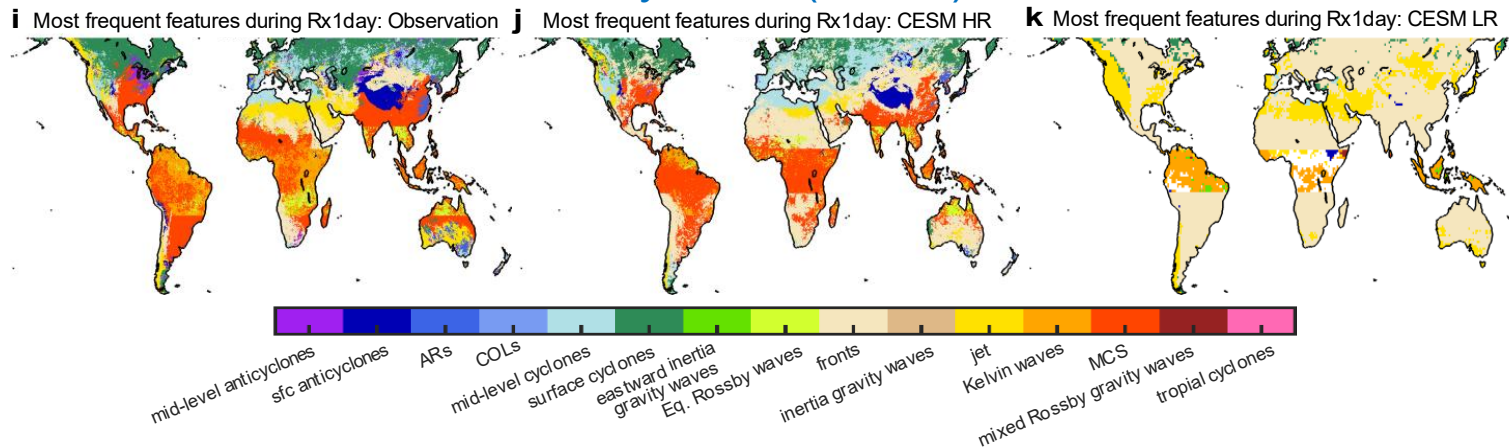 i Most frequent features during Rx1day: Observation
j Most frequent features during Rx1day: CESM HR
k Most frequent features during Rx1day: CESM LR
mid-level anticyclones
sfc anticyclones
ARs
COLs
mid-level cyclones
surface cyclones
eastward inertia
gravity waves
Eq. Rossby waves
fronts
inertia gravity waves
jet
Kelvin waves
MCS
mixed Rossby gravity waves
tropial cyclones